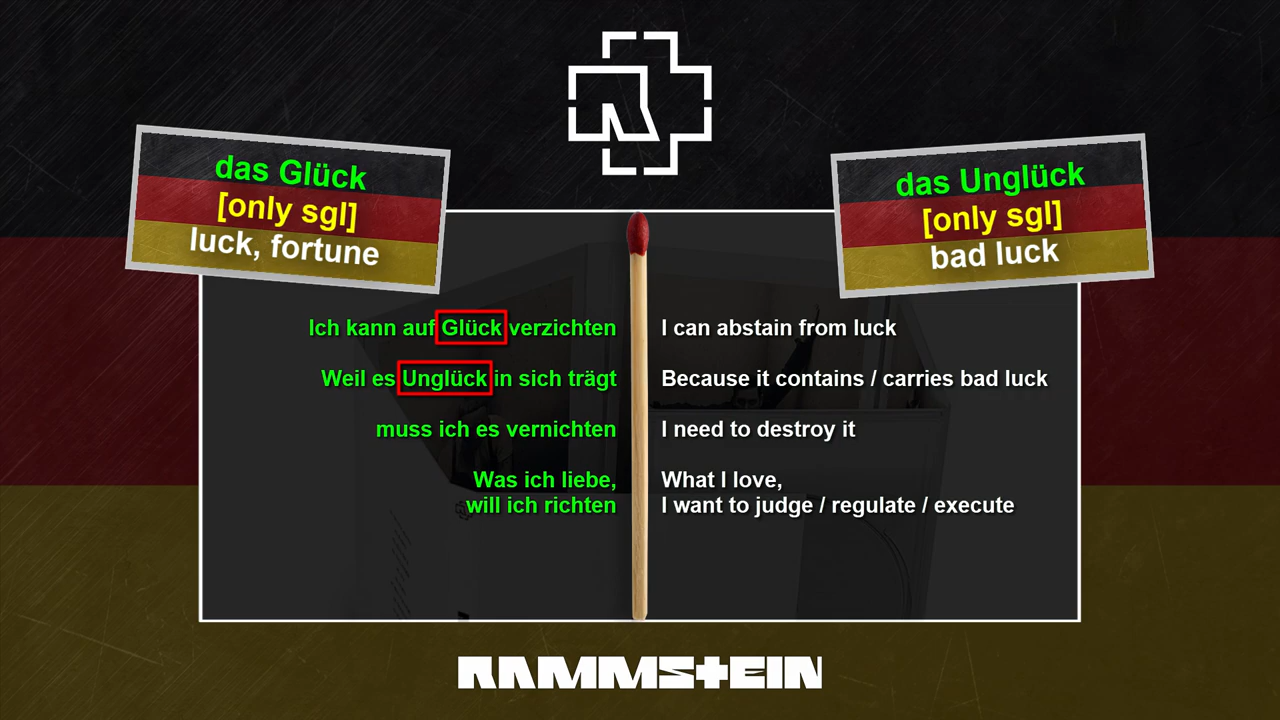 das Glück
[only sgl]
luck, fortune
das Unglück
[only sgl]
bad luck
Ich kann auf Glück verzichten
I can abstain from luck
Weil es Unglück in sich trägt
Because it contains / carries bad luck
muss ich es vernichten
I need to destroy it
Was ich liebe,
will ich richten
What I love,
I want to judge / regulate / execute
RAMMSTEIN